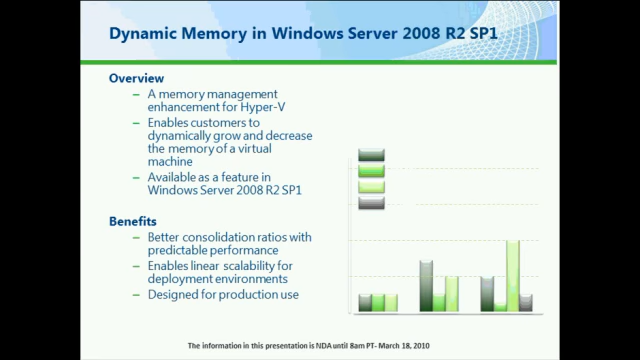 Dynamic Memory in Windows Server 2008 R2 SP1
Overview
– A memory management
enhancement for Hyper-V
– Enables customers to
dynamically grow and decrease
the memory of a virtual
machine
– Available as a feature in
Windows Server 2008 R2 SP1
Benefits
– Better consolidation ratios with
predictable performance
– Enables linear scalability for
deployment environments
– Designed for production use
The information in this presentation is NDA until 8am PT- March 18, 2010